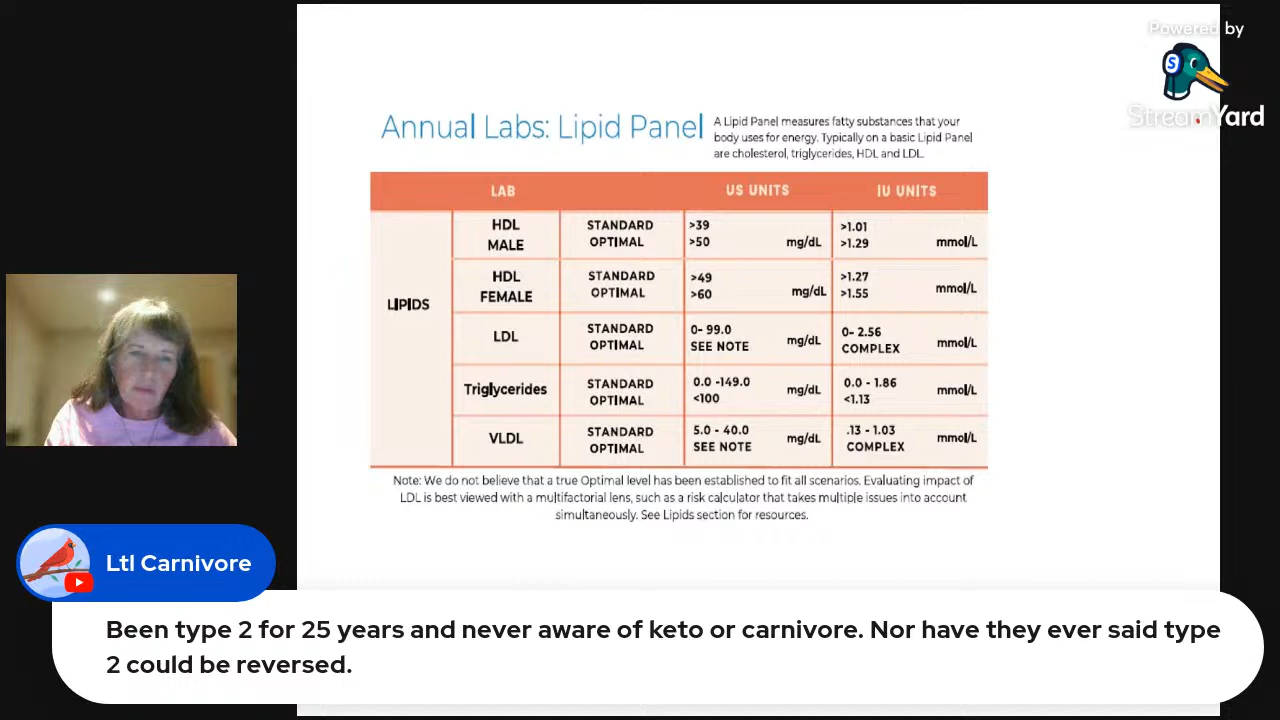 Powered by
StreamYard
Annual Labs: Lipid Panel
A Lipid Panel measures fatty substances that your
body uses for energy. Typically on a basic Lipid Panel
are cholesterol, triglycerides, HDL and LDL.
LAB US UNITS IU UNITS
LIPIDS
HDL MALE STANDARD >39 >1.01
OPTIMAL >50 mg/dL >1.29 mmol/L
HDL FEMALE STANDARD >49 >1.27
OPTIMAL >60 mg/dL >1.55 mmol/L
LDL STANDARD 0- 99.0 0- 2.56
OPTIMAL SEE NOTE mg/dL COMPLEX mmol/L
Triglycerides STANDARD 0.0 -149.0 0.0 - 1.86
OPTIMAL <100 mg/dL <1.13 mmol/L
VLDL STANDARD 5.0 - 40.0 .13 - 1.03
OPTIMAL SEE NOTE mg/dL COMPLEX mmol/L
Note: We do not believe that a true Optimal level has been established to fit all scenarios. Evaluating impact of
LDL is best viewed with a multifactorial lens, such as a risk calculator that takes multiple issues into account
simultaneously. See Lipids section for resources.
Ltl Carnivore
Been type 2 for 25 years and never aware of keto or carnivore. Nor have they ever said type
2 could be reversed.